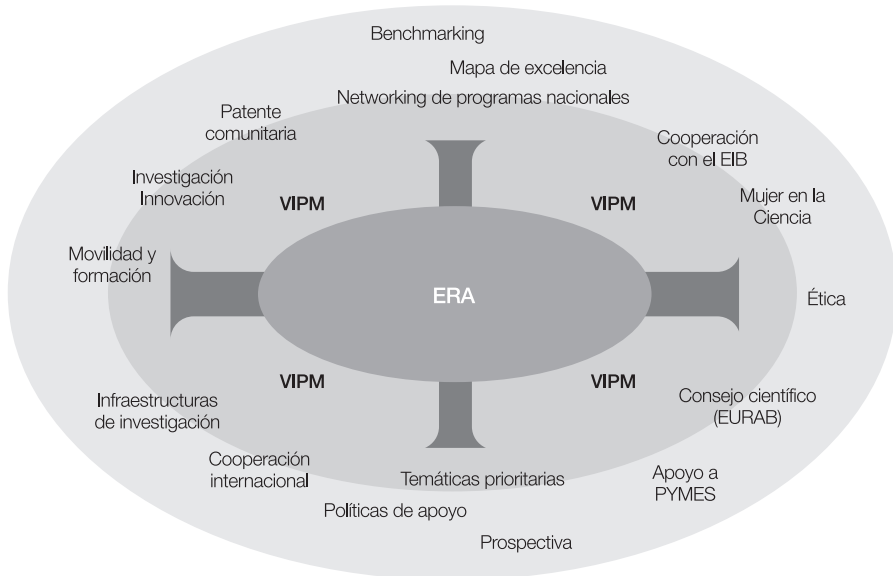 Benchmarking
Mapa de excelencia
Networking de programas nacionales
Patente
comunitaria
Cooperación
con el EIB
Investigación
Innovación
VIPM
VIPM
Mujer en la
Ciencia
Movilidad y
formación
ERA
Ética
VIPM
VIPM
Infraestructuras
de investigación
Consejo científico
(EURAB)
Cooperación
internacional
Temáticas prioritarias
Apoyo a
PYMES
Políticas de apoyo
Prospectiva